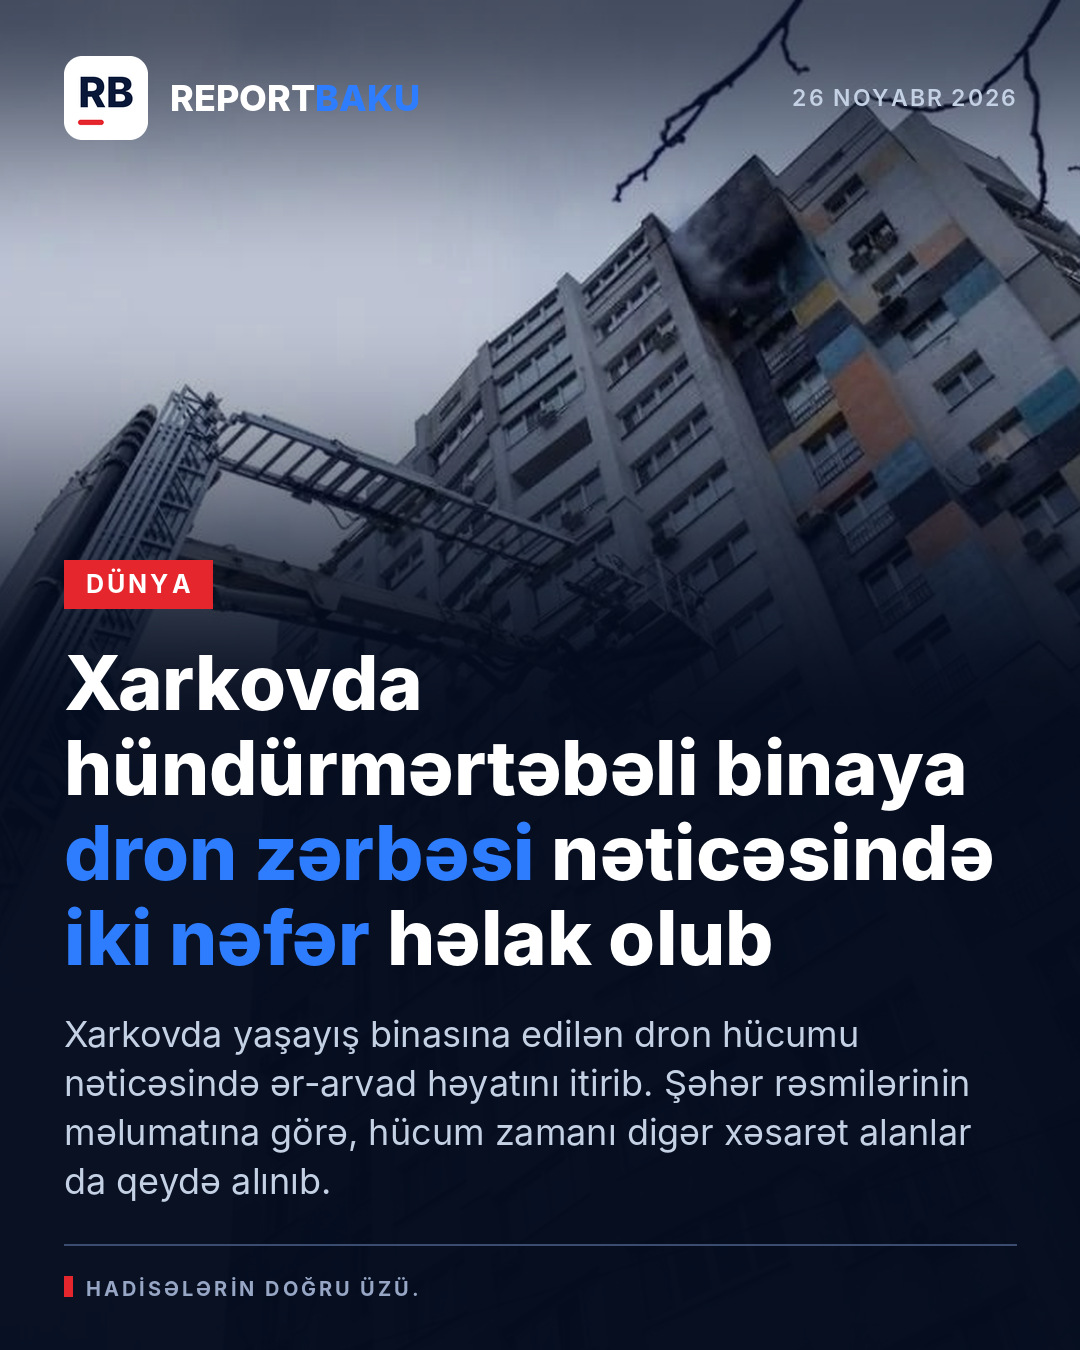 RB
REPORTBAKU
26 NOYABR 2026
DÜNYA
Xarkovda
hündürmərtəbəli binaya
dron zərbəsi nəticəsində
iki nəfər həlak olub
Xarkovda yaşayış binasına edilən dron hücumu
nəticəsində ər-arvad həyatını itirib. Şəhər rəsmilərinin
məlumatına görə, hücum zamanı digər xəsarət alanlar
da qeydə alınıb.
HADİSƏLƏRİN DOĞRU ÜZÜ.